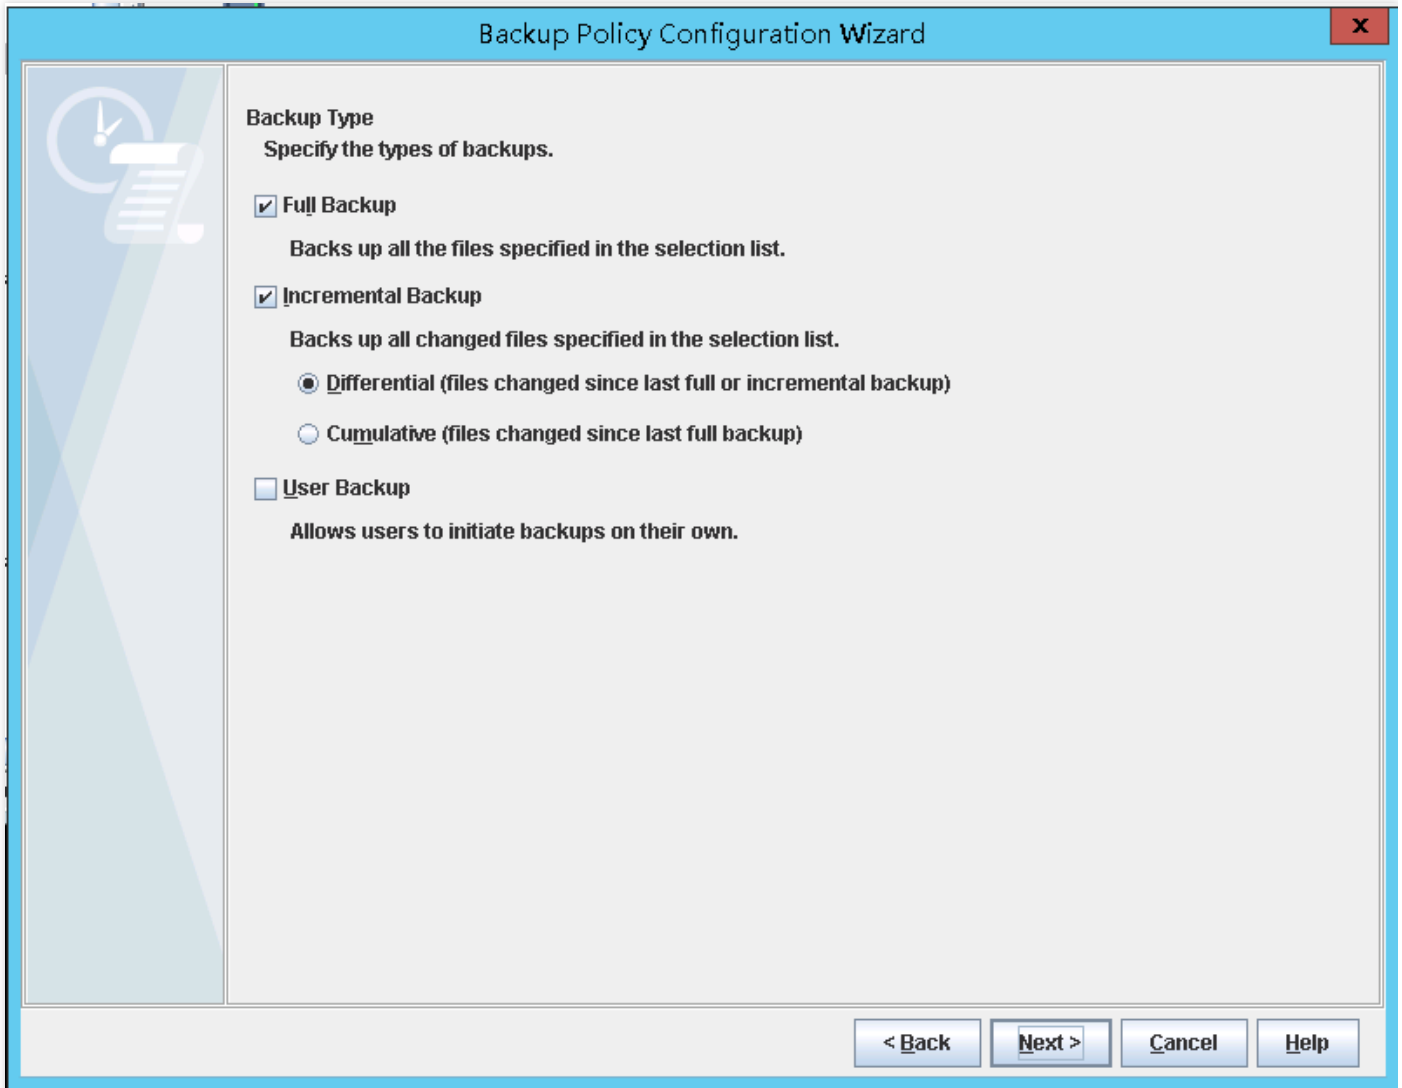 Backup Policy Configuration Wizard
x
Backup Type
Specify the types of backups.
Full Backup
Backs up all the files specified in the selection list.
Incremental Backup
Backs up all changed files specified in the selection list.
Differential (files changed since last full or incremental backup)
Cumulative (files changed since last full backup)
User Backup
Allows users to initiate backups on their own.
< Back Next > Cancel Help